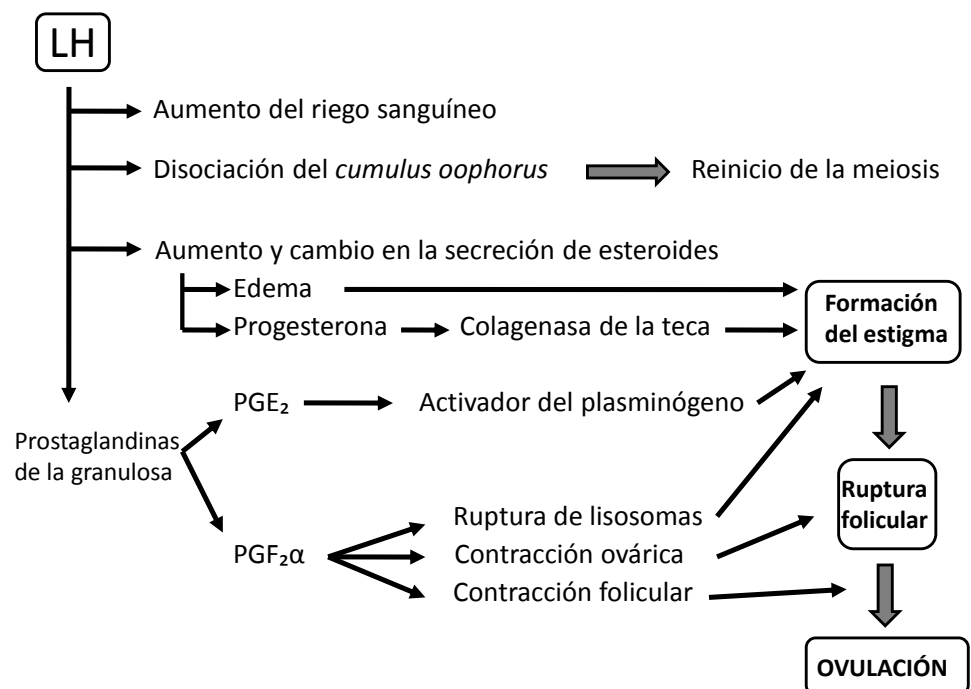 LH
Aumento del riego sanguíneo
Disociación del cumulus oophorus
Reinicio de la meiosis
Aumento y cambio en la secreción de esteroides
Edema
Progesterona
Colagenasa de la teca
Formación
del estigma
PGE₂
Activador del plasminógeno
Prostaglandinas
de la granulosa
Ruptura
folicular
Ruptura de lisosomas
PGF₂α
Contracción ovárica
Contracción folicular
OVULACIÓN